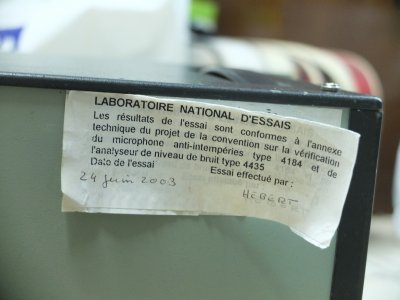 LABORATOIRE NATIONAL D'ESSAIS
Les résultats de l'essai sont conformes à l'annexe
technique du projet de la convention sur la vérification
du microphone anti-intempéries type 4184 et de
l'analyseur de niveau de bruit type 4435
Date de l'essai Essai effectué par :
24 juin 2003 HÉBERT